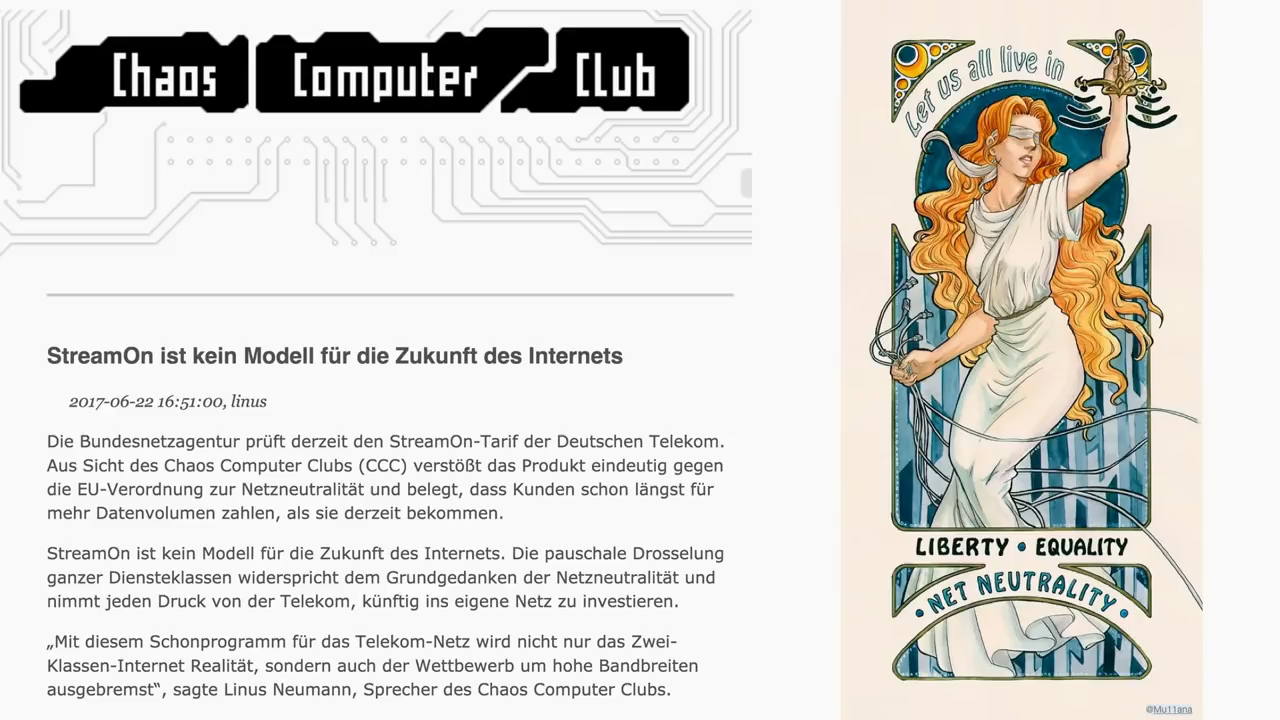 Chaos Computer Club
StreamOn ist kein Modell für die Zukunft des Internets
2017-06-22 16:51:00, linus
Die Bundesnetzagentur prüft derzeit den StreamOn-Tarif der Deutschen Telekom.
Aus Sicht des Chaos Computer Clubs (CCC) verstößt das Produkt eindeutig gegen
die EU-Verordnung zur Netzneutralität und belegt, dass Kunden schon längst für
mehr Datenvolumen zahlen, als sie derzeit bekommen.
StreamOn ist kein Modell für die Zukunft des Internets. Die pauschale Drosselung
ganzer Diensteklassen widerspricht dem Grundgedanken der Netzneutralität und
nimmt jeden Druck von der Telekom, künftig ins eigene Netz zu investieren.
„Mit diesem Schonprogramm für das Telekom-Netz wird nicht nur das Zwei-
Klassen-Internet Realität, sondern auch der Wettbewerb um hohe Bandbreiten
ausgebremst“, sagte Linus Neumann, Sprecher des Chaos Computer Clubs.
Let us all live in
LIBERTY • EQUALITY
• NET NEUTRALITY •
@Mu11ana